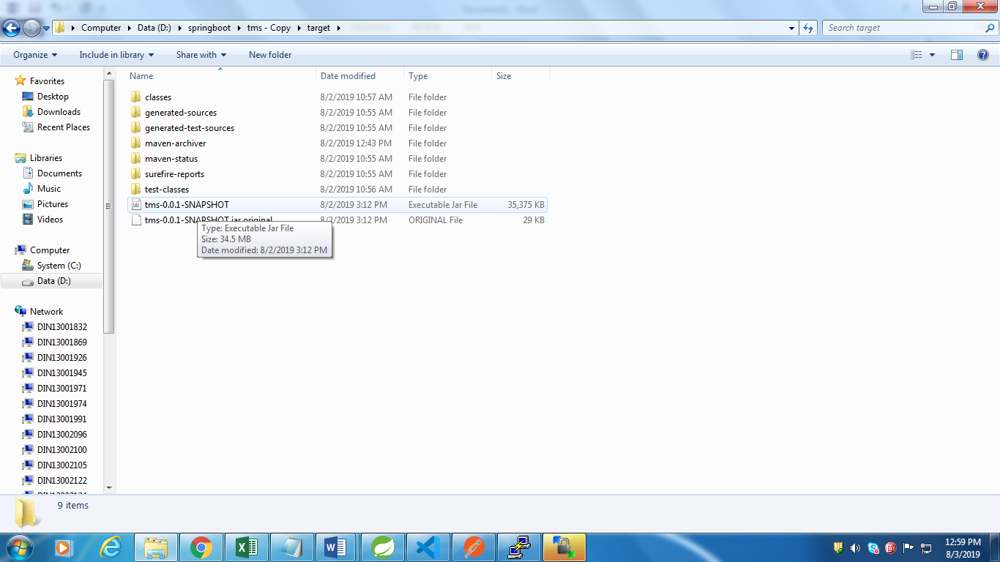 Computer ▸ Data (D:) ▸ springboot ▸ tms - Copy ▸ target ▸
Search target
Organize Include in library Share with New folder
Name Date modified Type Size
Favorites
Desktop
Downloads
Recent Places
Libraries
Documents
Music
Pictures
Videos
Computer
System (C:)
Data (D:)
Network
DIN13001832
DIN13001869
DIN13001926
DIN13001945
DIN13001971
DIN13001974
DIN13001991
DIN13002096
DIN13002100
DIN13002105
DIN13002122
classes 8/2/2019 10:57 AM File folder
generated-sources 8/2/2019 10:55 AM File folder
generated-test-sources 8/2/2019 10:55 AM File folder
maven-archiver 8/2/2019 12:43 PM File folder
maven-status 8/2/2019 10:55 AM File folder
surefire-reports 8/2/2019 10:55 AM File folder
test-classes 8/2/2019 10:56 AM File folder
tms-0.0.1-SNAPSHOT 8/2/2019 3:12 PM Executable Jar File 35,375 KB
tms-0.0.1-SNAPSHOT.jar.original 8/2/2019 3:12 PM ORIGINAL File 29 KB
Type: Executable Jar File
Size: 34.5 MB
Date modified: 8/2/2019 3:12 PM
9 items
12:59 PM
8/3/2019